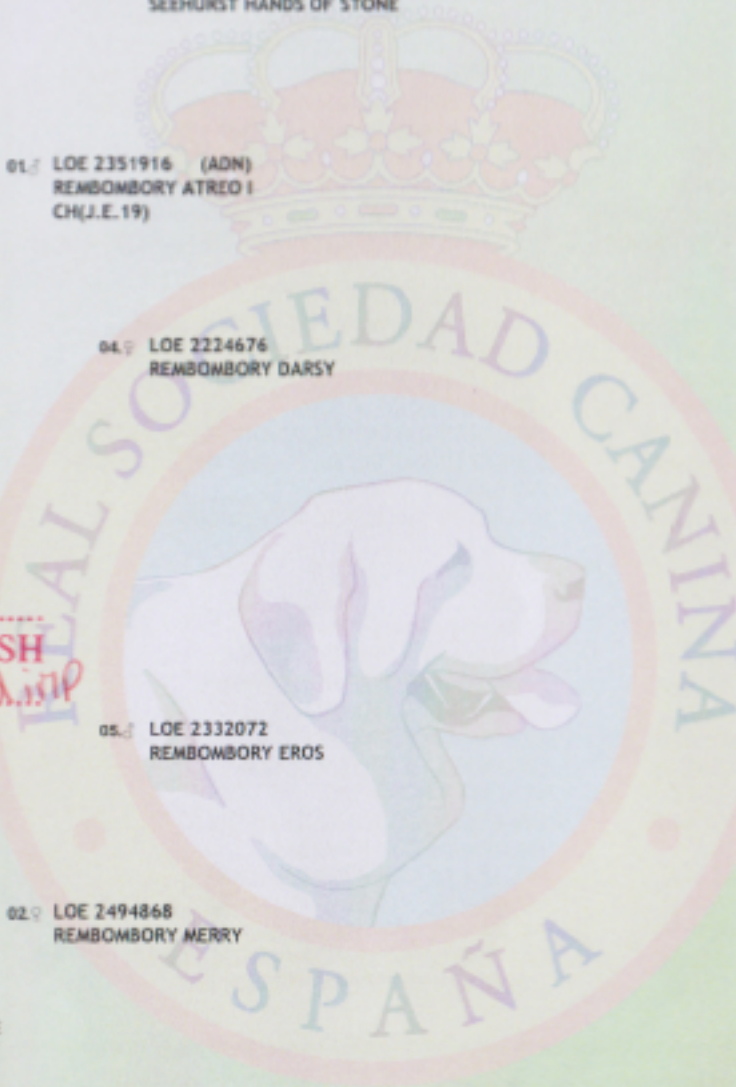 SEEHURST HANDS OF STONE
01.♂ LOE 2351916 (ADN)
REMBOMBORY ATREO I
CH(J.E.19)
04.♀ LOE 2224676
REMBOMBORY DARSY
REAL SOCIEDAD CANINA
SH
05.♂ LOE 2332072
REMBOMBORY EROS
02.♀ LOE 2494868
REMBOMBORY MERRY
ESPAÑA